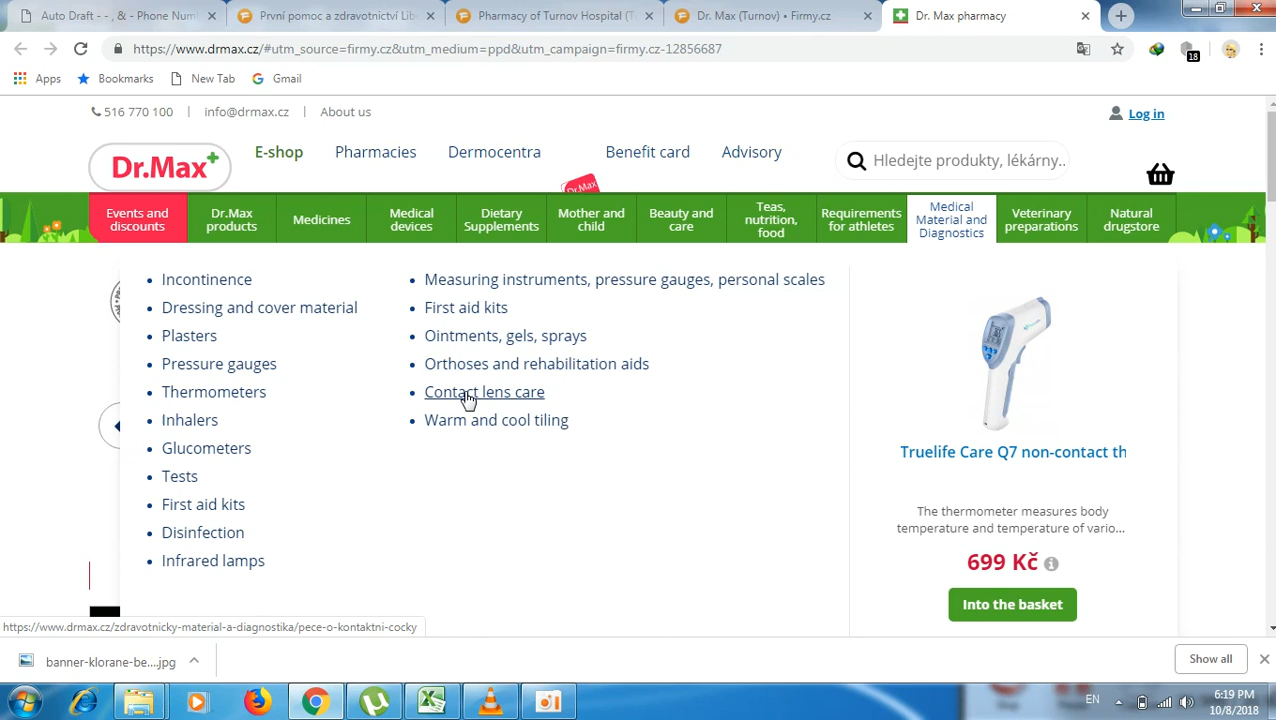 Auto Draft - , & - Phone Num
První pomoc a zdravotnictví Lib
Pharmacy of Turnov Hospital (T
Dr. Max (Turnov) • Firmy.cz
Dr. Max pharmacy
https://www.drmax.cz/#utm_source=firmy.cz&utm_medium=ppd&utm_campaign=firmy.cz-12856687
18
Apps
Bookmarks
New Tab
Gmail
516 770 100
info@drmax.cz
About us
Log in
Dr.Max+
E-shop
Pharmacies
Dermocentra
Dr.Max
Benefit card
Advisory
Hledejte produkty, lékárny..
Events and
discounts
Dr.Max
products
Medicines
Medical
devices
Dietary
Supplements
Mother and
child
Beauty and
care
Teas,
nutrition,
food
Requirements
for athletes
Medical
Material and
Diagnostics
Veterinary
preparations
Natural
drugstore
Incontinence
Dressing and cover material
Plasters
Pressure gauges
Thermometers
Inhalers
Glucometers
Tests
First aid kits
Disinfection
Infrared lamps
Measuring instruments, pressure gauges, personal scales
First aid kits
Ointments, gels, sprays
Orthoses and rehabilitation aids
Contact lens care
Warm and cool tiling
Truelife Care Q7 non-contact th
The thermometer measures body
temperature and temperature of vario...
699 Kč
Into the basket
https://www.drmax.cz/zdravotnicky-material-a-diagnostika/pece-o-kontaktni-cocky
banner-klorane-be....jpg
Show all
EN
6:19 PM
10/8/2018